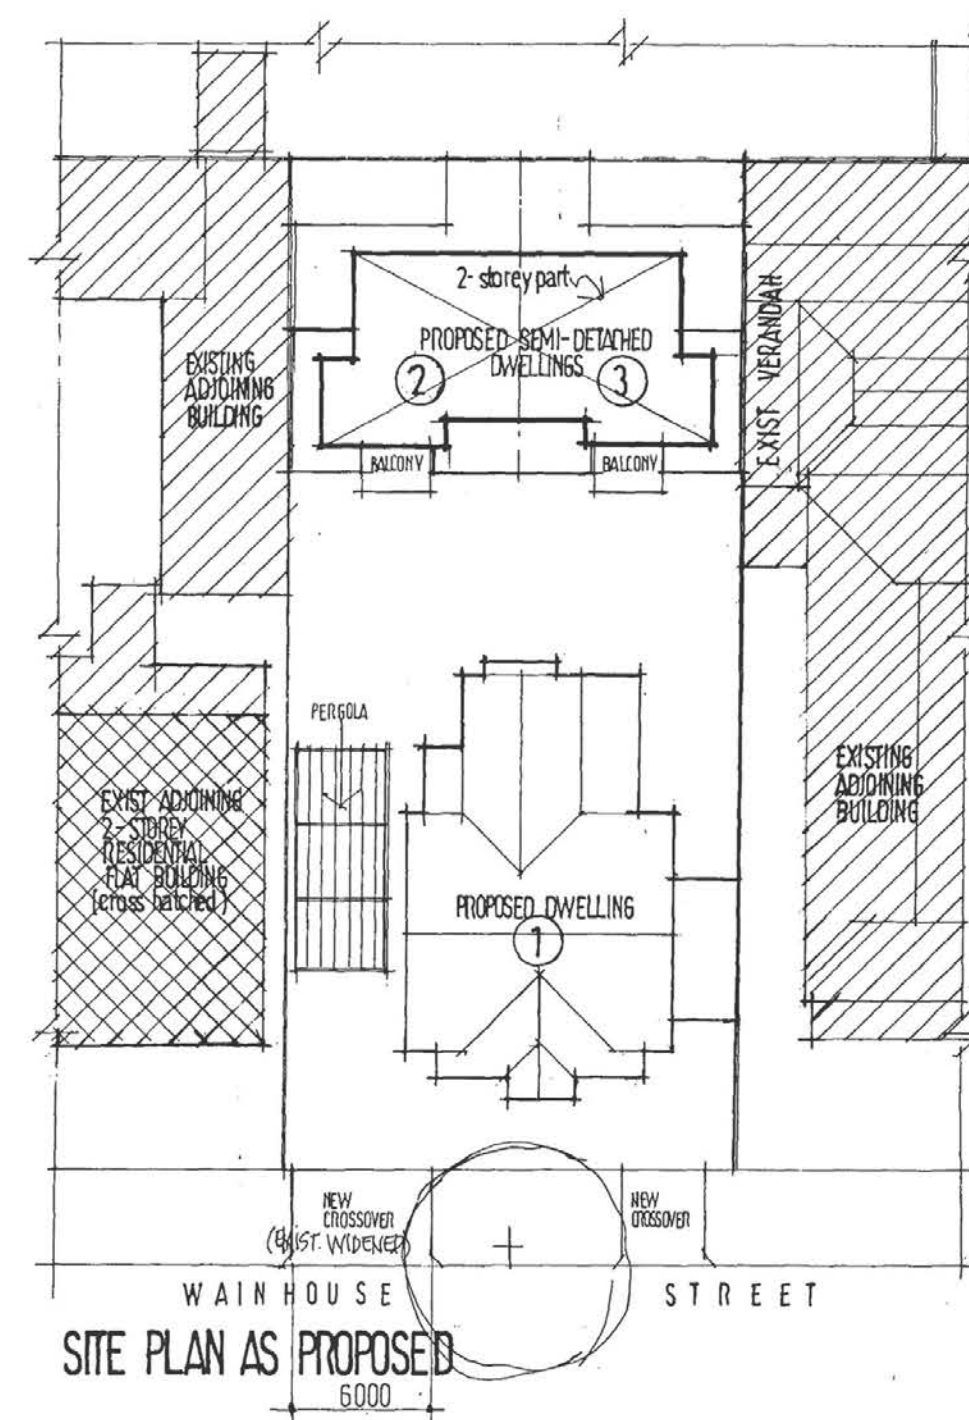 2- storey part
PROPOSED SEMI-DETACHED
DWELLINGS
2
3
EXISTING
ADJOINING
BUILDING
EXIST VERANDAH
BALCONY
BALCONY
PERGOLA
EXIST ADJOINING
2-STOREY
RESIDENTIAL
FLAT BUILDING
(cross hatched)
PROPOSED DWELLING
1
EXISTING
ADJOINING
BUILDING
NEW
CROSSOVER
(EXIST. WIDENED)
NEW
CROSSOVER
WAINHOUSE STREET
SITE PLAN AS PROPOSED
6000